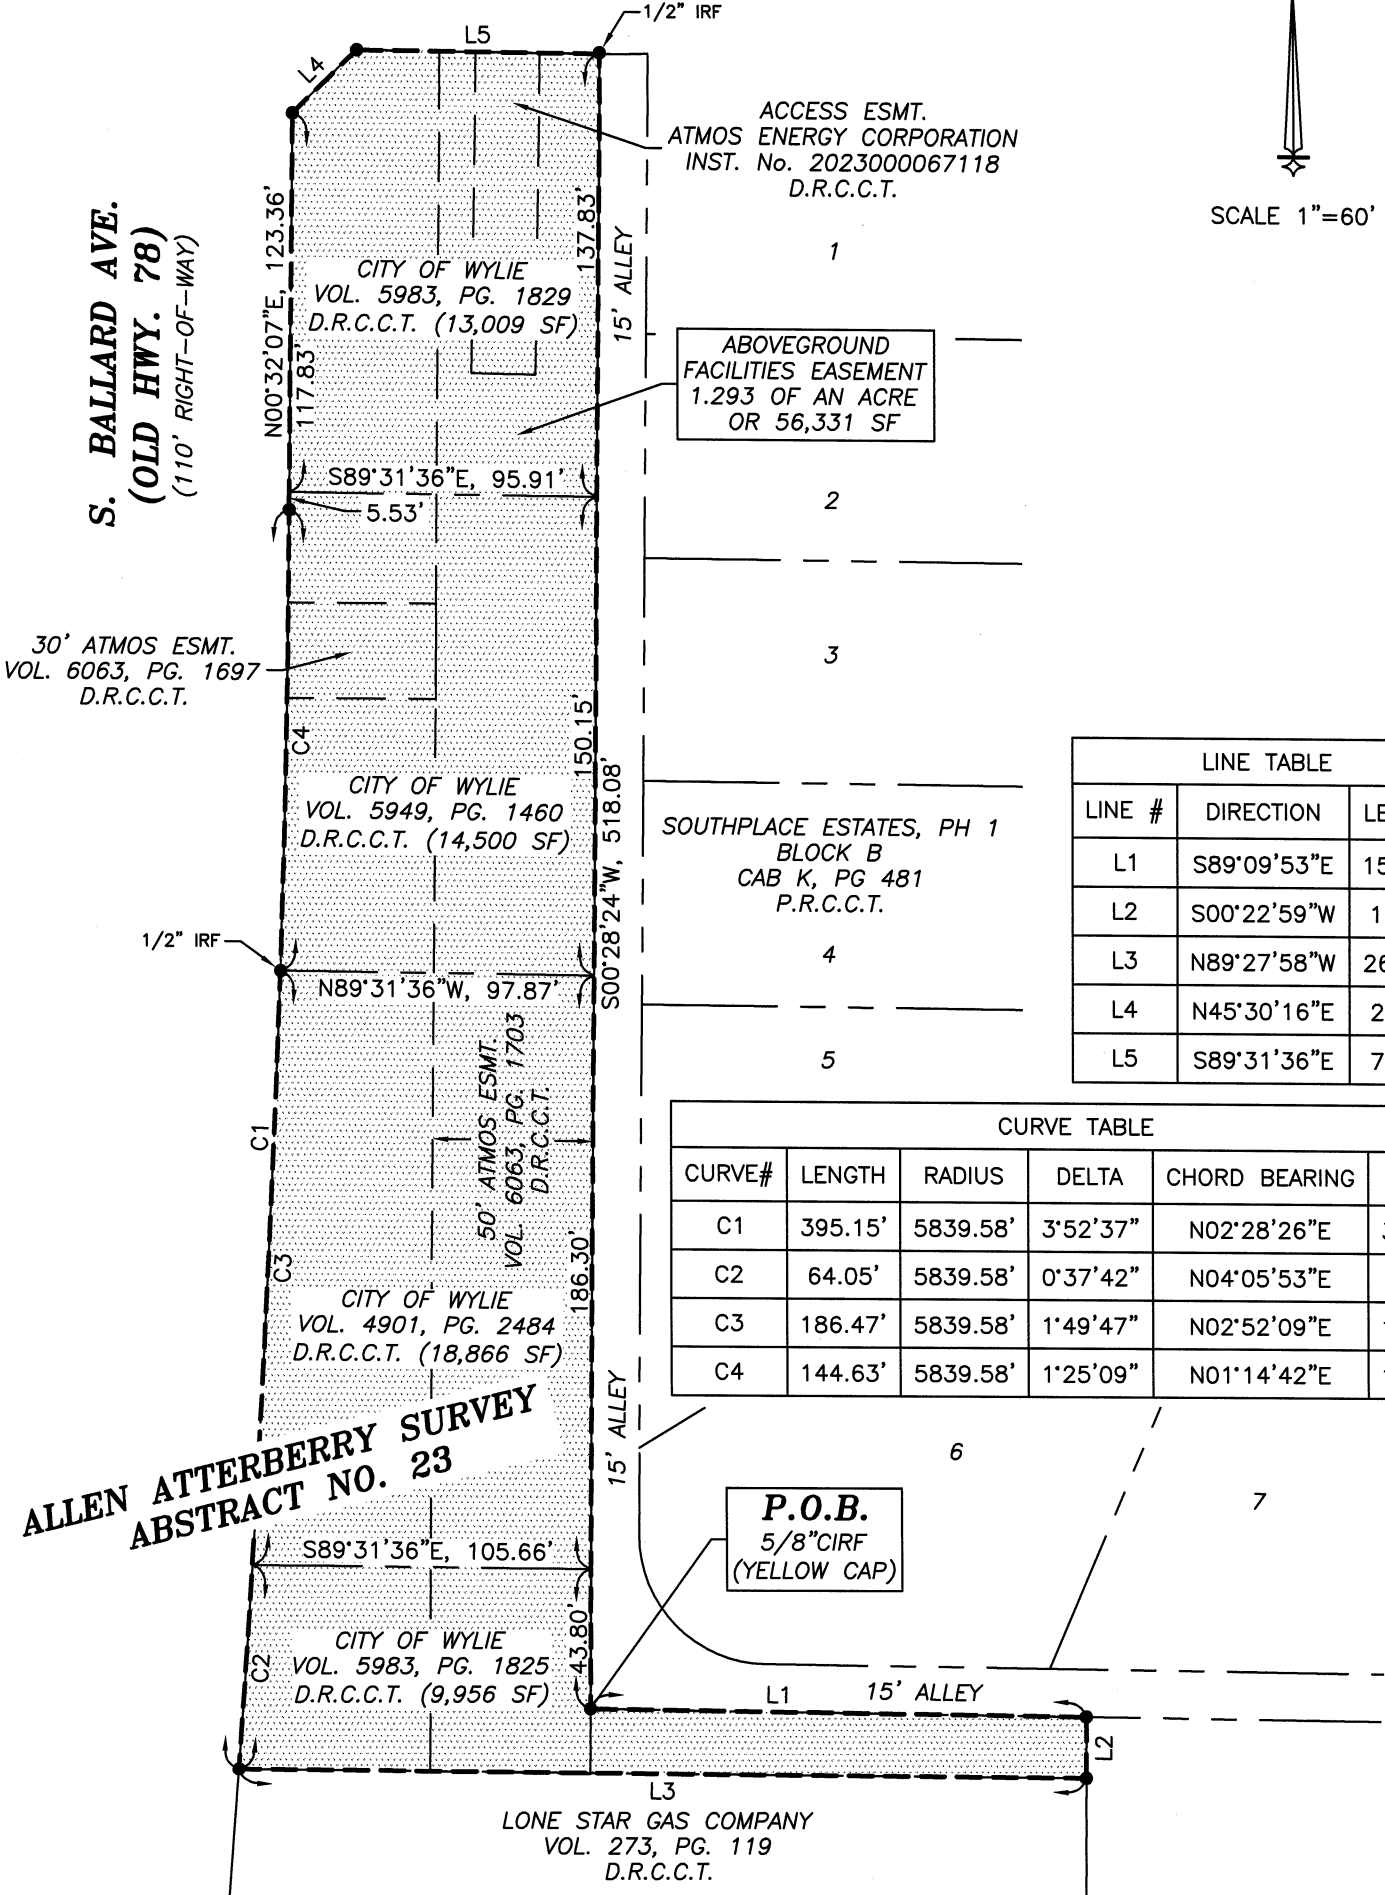 1/2" IRF
L5
L4
ACCESS ESMT.
ATMOS ENERGY CORPORATION
INST. No. 2023000067118
D.R.C.C.T.
SCALE 1"=60'
S. BALLARD AVE.
(OLD HWY. 78)
(110' RIGHT-OF-WAY)
N00°32'07"E, 123.36'
117.83'
137.83'
15' ALLEY
1
CITY OF WYLIE
VOL. 5983, PG. 1829
D.R.C.C.T. (13,009 SF)
ABOVEGROUND
FACILITIES EASEMENT
1.293 OF AN ACRE
OR 56,331 SF
S89°31'36"E, 95.91'
5.53'
2
30' ATMOS ESMT.
VOL. 6063, PG. 1697
D.R.C.C.T.
3
C4
150.15'
S00°28'24"W, 518.08'
CITY OF WYLIE
VOL. 5949, PG. 1460
D.R.C.C.T. (14,500 SF)
SOUTHPLACE ESTATES, PH 1
BLOCK B
CAB K, PG 481
P.R.C.C.T.
4
LINE TABLE
LINE # DIRECTION LE
L1 S89°09'53"E 15
L2 S00°22'59"W 1
L3 N89°27'58"W 26
L4 N45°30'16"E 2
L5 S89°31'36"E 7
1/2" IRF
N89°31'36"W, 97.87'
5
50' ATMOS ESMT.
VOL. 6063, PG. 1703
D.R.C.C.T.
C1
C3
186.30'
CURVE TABLE
CURVE# LENGTH RADIUS DELTA CHORD BEARING
C1 395.15' 5839.58' 3°52'37" N02°28'26"E
C2 64.05' 5839.58' 0°37'42" N04°05'53"E
C3 186.47' 5839.58' 1°49'47" N02°52'09"E
C4 144.63' 5839.58' 1°25'09" N01°14'42"E
CITY OF WYLIE
VOL. 4901, PG. 2484
D.R.C.C.T. (18,866 SF)
ALLEN ATTERBERRY SURVEY
ABSTRACT NO. 23
15' ALLEY
6
7
P.O.B.
5/8"CIRF
(YELLOW CAP)
S89°31'36"E, 105.66'
43.80'
C2
CITY OF WYLIE
VOL. 5983, PG. 1825
D.R.C.C.T. (9,956 SF)
L1
15' ALLEY
L2
L3
LONE STAR GAS COMPANY
VOL. 273, PG. 119
D.R.C.C.T.